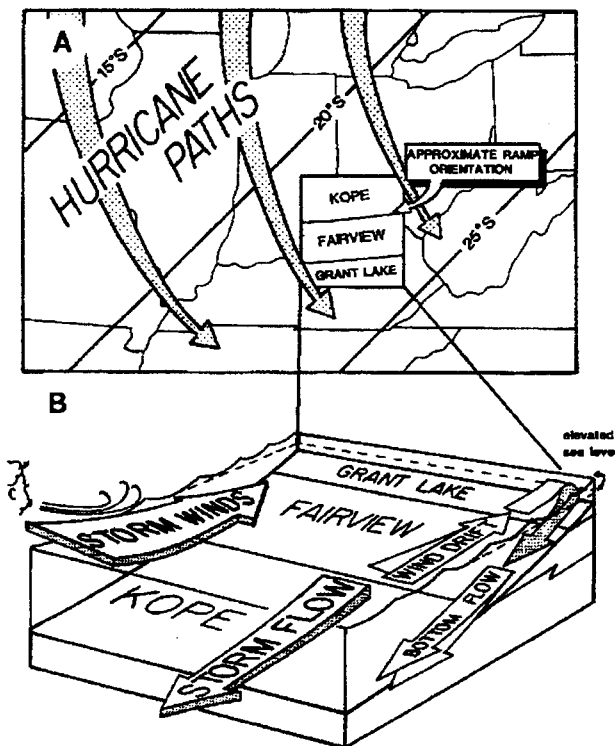 A
15°S
HURRICANE
PATHS
20°S
APPROXIMATE RAMP
ORIENTATION
KOPE
FAIRVIEW
GRANT LAKE
25°S
B
elevated
sea level
GRANT LAKE
FAIRVIEW
STORM WINDS
WIND DRIFT
KOPE
STORM FLOW
BOTTOM FLOW